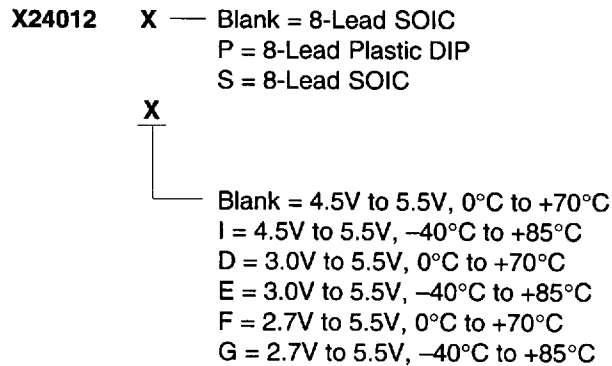 X24012 X — Blank = 8-Lead SOIC
P = 8-Lead Plastic DIP
S = 8-Lead SOIC
X
Blank = 4.5V to 5.5V, 0°C to +70°C
I = 4.5V to 5.5V, –40°C to +85°C
D = 3.0V to 5.5V, 0°C to +70°C
E = 3.0V to 5.5V, –40°C to +85°C
F = 2.7V to 5.5V, 0°C to +70°C
G = 2.7V to 5.5V, –40°C to +85°C